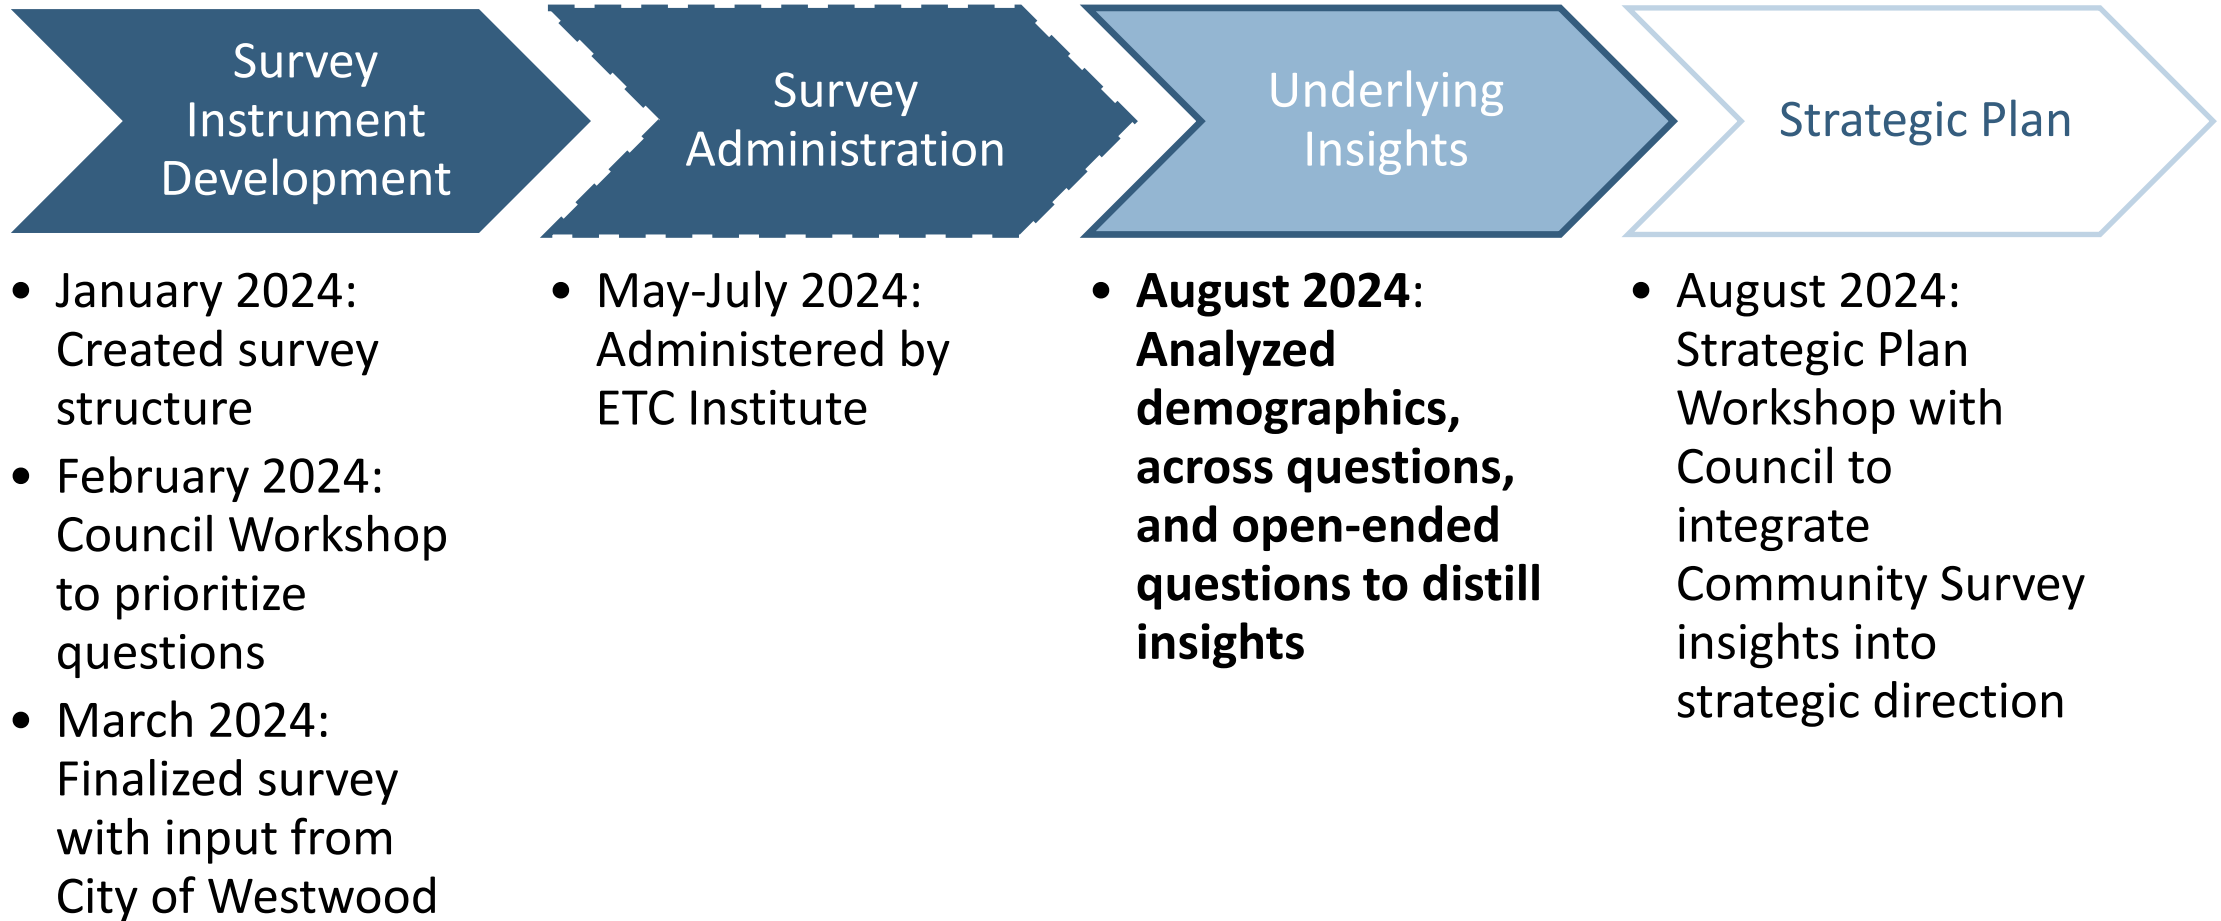 Survey
Instrument
Development
• January 2024:
Created survey
structure
• February 2024:
Council Workshop
to prioritize
questions
• March 2024:
Finalized survey
with input from
City of Westwood
Survey
Administration
• May-July 2024:
Administered by
ETC Institute
Underlying
Insights
• August 2024:
Analyzed
demographics,
across questions,
and open-ended
questions to distill
insights
Strategic Plan
• August 2024:
Strategic Plan
Workshop with
Council to
integrate
Community Survey
insights into
strategic direction